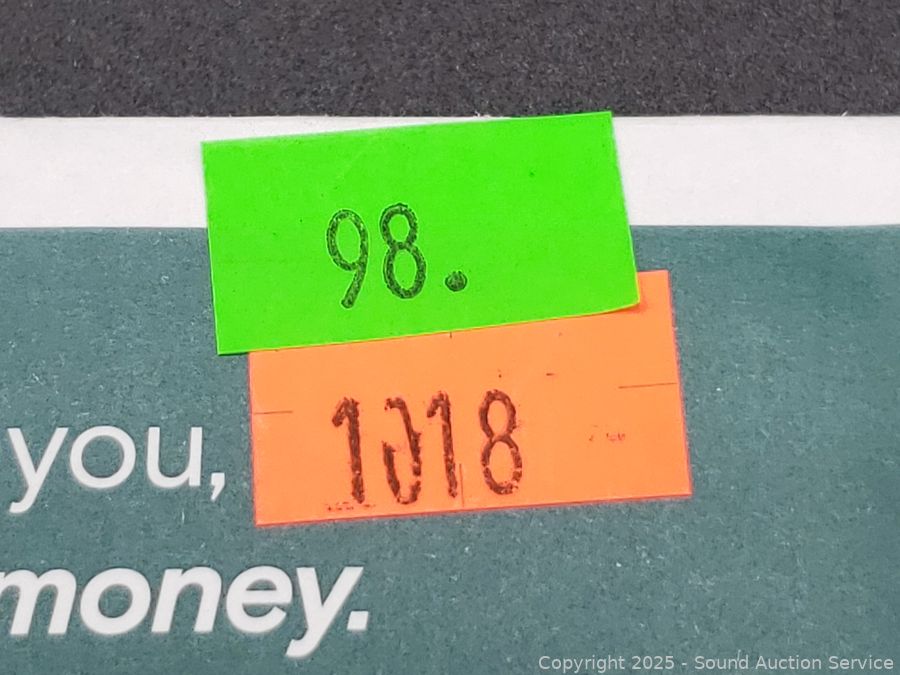 98.
1018
you,
money.
Copyright 2025 - Sound Auction Service